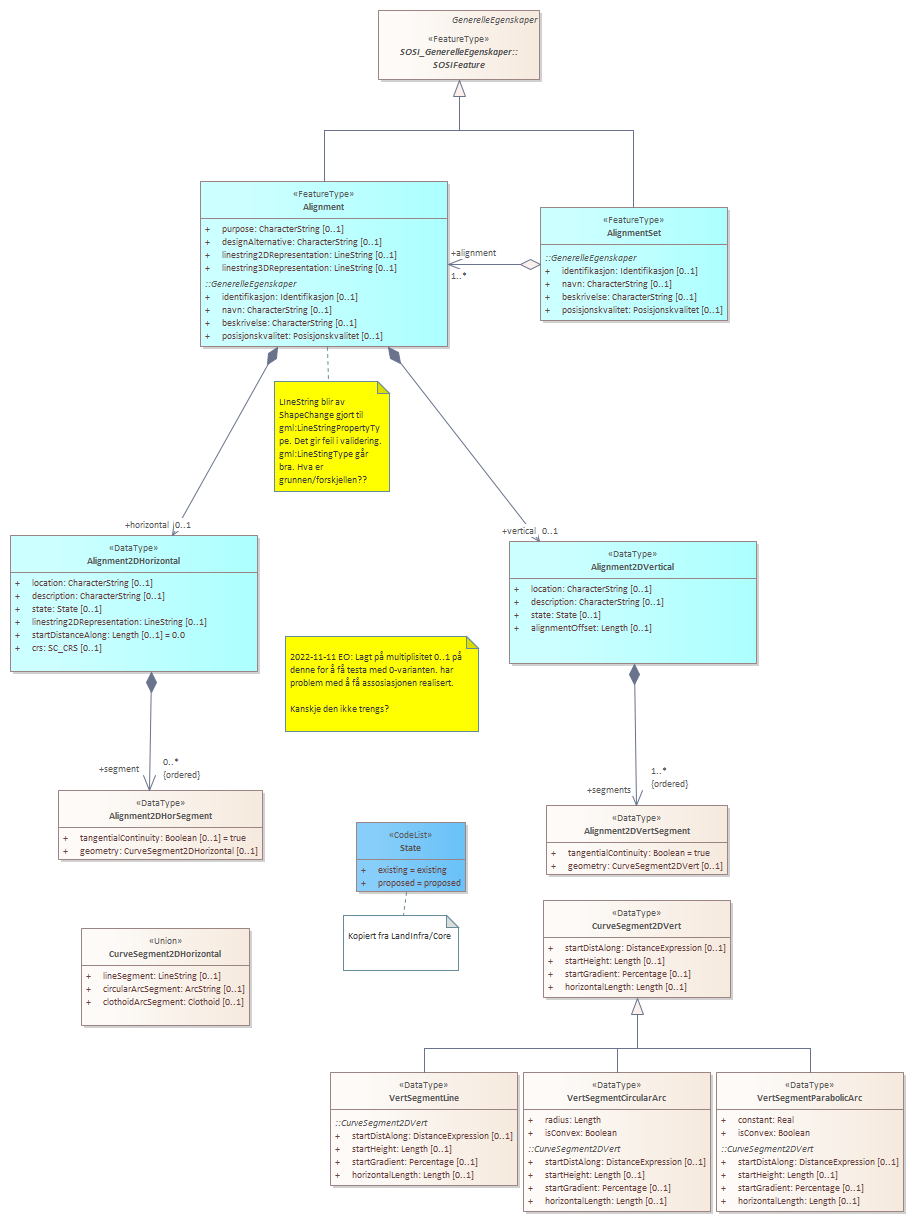 GenerelleEgenskaper
«FeatureType»
SOSI_GenerelleEgenskaper::
SOSIFeature
«FeatureType»
Alignment
+ purpose: CharacterString [0..1]
+ designAlternative: CharacterString [0..1]
+ linestring2DRepresentation: LineString [0..1]
+ linestring3DRepresentation: LineString [0..1]
::GenerelleEgenskaper
+ identifikasjon: Identifikasjon [0..1]
+ navn: CharacterString [0..1]
+ beskrivelse: CharacterString [0..1]
+ posisjonskvalitet: Posisjonskvalitet [0..1]
+alignment
1..*
«FeatureType»
AlignmentSet
::GenerelleEgenskaper
+ identifikasjon: Identifikasjon [0..1]
+ navn: CharacterString [0..1]
+ beskrivelse: CharacterString [0..1]
+ posisjonskvalitet: Posisjonskvalitet [0..1]
LIneString blir av
ShapeChange gjort til
gml:LineStringPropertyTy
pe. Det gir feil i validering.
gml:LineStingType går
bra. Hva er
grunnen/forskjellen??
+horizontal 0..1
+vertical 0..1
«DataType»
Alignment2DHorizontal
+ location: CharacterString [0..1]
+ description: CharacterString [0..1]
+ state: State [0..1]
+ linestring2DRepresentation: LineString [0..1]
+ startDistanceAlong: Length [0..1] = 0.0
+ crs: SC_CRS [0..1]
«DataType»
Alignment2DVertical
+ location: CharacterString [0..1]
+ description: CharacterString [0..1]
+ state: State [0..1]
+ alignmentOffset: Length [0..1]
2022-11-11 EO: Lagt på multiplisitet 0..1 på
denne for å få testa med 0-varianten. har
problem med å få assosiasjonen realisert.
Kanskje den ikke trengs?
+segment
0..*
{ordered}
+segments
1..*
{ordered}
«DataType»
Alignment2DHorSegment
+ tangentialContinuity: Boolean [0..1] = true
+ geometry: CurveSegment2DHorizontal [0..1]
«DataType»
Alignment2DVertSegment
+ tangentialContinuity: Boolean = true
+ geometry: CurveSegment2DVert [0..1]
«CodeList»
State
+ existing = existing
+ proposed = proposed
Kopiert fra LandInfra/Core
«Union»
CurveSegment2DHorizontal
+ lineSegment: LineString [0..1]
+ circularArcSegment: ArcString [0..1]
+ clothoidArcSegment: Clothoid [0..1]
«DataType»
CurveSegment2DVert
+ startDistAlong: DistanceExpression [0..1]
+ startHeight: Length [0..1]
+ startGradient: Percentage [0..1]
+ horizontalLength: Length [0..1]
«DataType»
VertSegmentLine
::CurveSegment2DVert
+ startDistAlong: DistanceExpression [0..1]
+ startHeight: Length [0..1]
+ startGradient: Percentage [0..1]
+ horizontalLength: Length [0..1]
«DataType»
VertSegmentCircularArc
+ radius: Length
+ isConvex: Boolean
::CurveSegment2DVert
+ startDistAlong: DistanceExpression [0..1]
+ startHeight: Length [0..1]
+ startGradient: Percentage [0..1]
+ horizontalLength: Length [0..1]
«DataType»
VertSegmentParabolicArc
+ constant: Real
+ isConvex: Boolean
::CurveSegment2DVert
+ startDistAlong: DistanceExpression [0..1]
+ startHeight: Length [0..1]
+ startGradient: Percentage [0..1]
+ horizontalLength: Length [0..1]